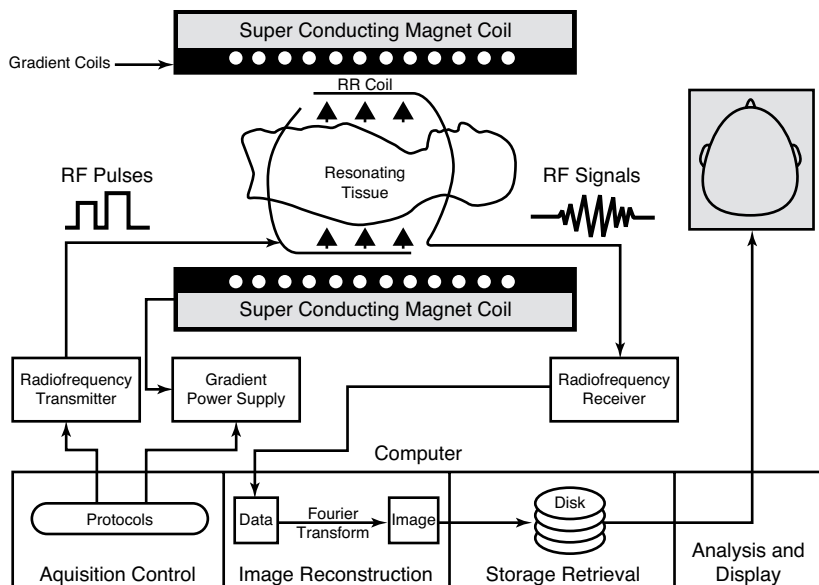 Super Conducting Magnet Coil
Gradient Coils
RR Coil
RF Pulses
Resonating
Tissue
RF Signals
Super Conducting Magnet Coil
Radiofrequency
Transmitter
Gradient
Power Supply
Radiofrequency
Receiver
Computer
Protocols
Data
Fourier
Transform
Image
Disk
Aquisition Control
Image Reconstruction
Storage Retrieval
Analysis and
Display